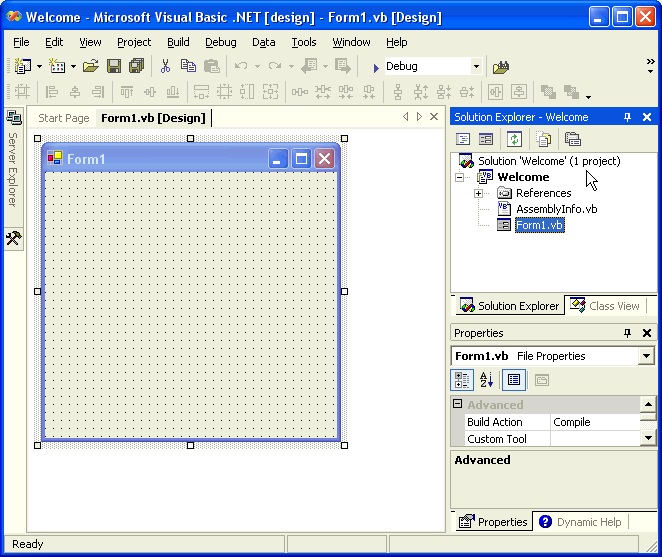 Welcome - Microsoft Visual Basic .NET [design] - Form1.vb [Design]
File Edit View Project Build Debug Data Tools Window Help
Debug
Server Explorer
Start Page Form1.vb [Design]
Form1
Solution Explorer - Welcome
Solution 'Welcome' (1 project)
Welcome
References
AssemblyInfo.vb
Form1.vb
Solution Explorer Class View
Properties
Form1.vb File Properties
Advanced
Build Action Compile
Custom Tool
Advanced
Properties Dynamic Help
Ready